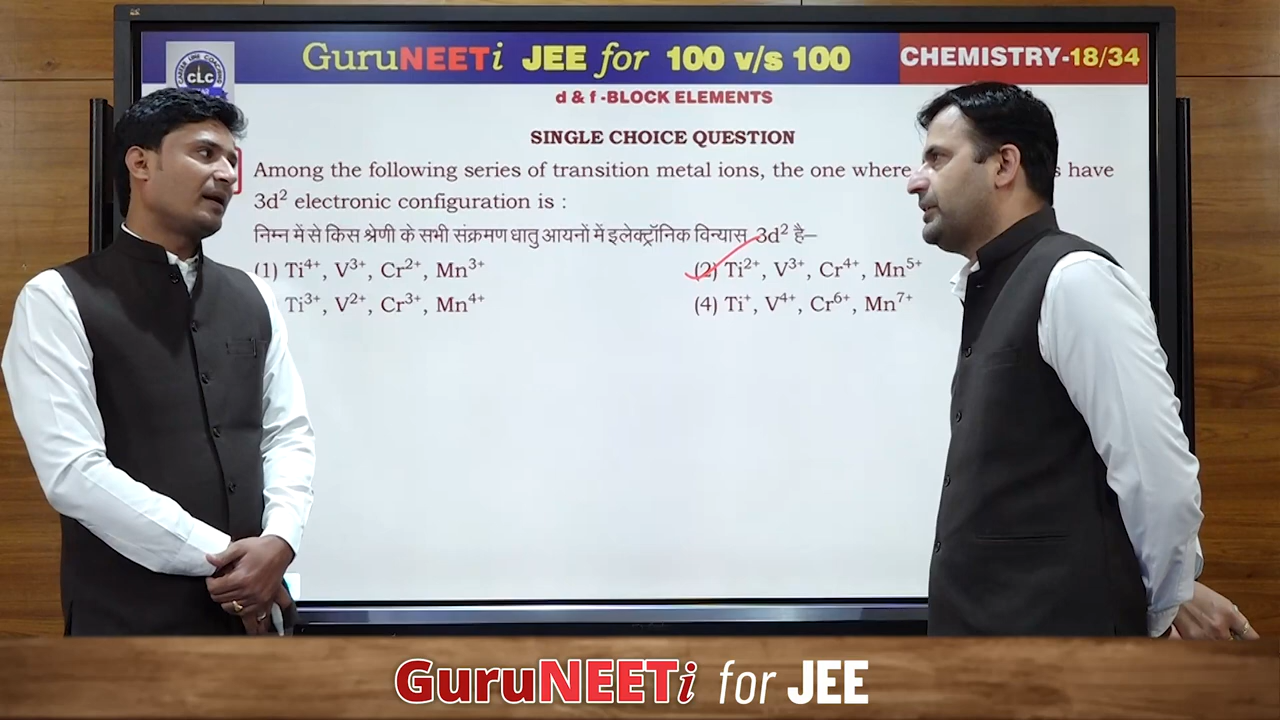 GuruNEETi JEE for 100 v/s 100
CHEMISTRY-18/34
CLC
d & f -BLOCK ELEMENTS
SINGLE CHOICE QUESTION
Among the following series of transition metal ions, the one where have
3d² electronic configuration is :
निम्न में से किस श्रेणी के सभी संक्रमण धातु आयनों में इलेक्ट्रॉनिक विन्यास 3d² है–
(1) Ti⁴⁺, V³⁺, Cr²⁺, Mn³⁺ (2) Ti²⁺, V³⁺, Cr⁴⁺, Mn⁵⁺
Ti³⁺, V²⁺, Cr³⁺, Mn⁴⁺ (4) Ti⁺, V⁴⁺, Cr⁶⁺, Mn⁷⁺
GuruNEETi for JEE